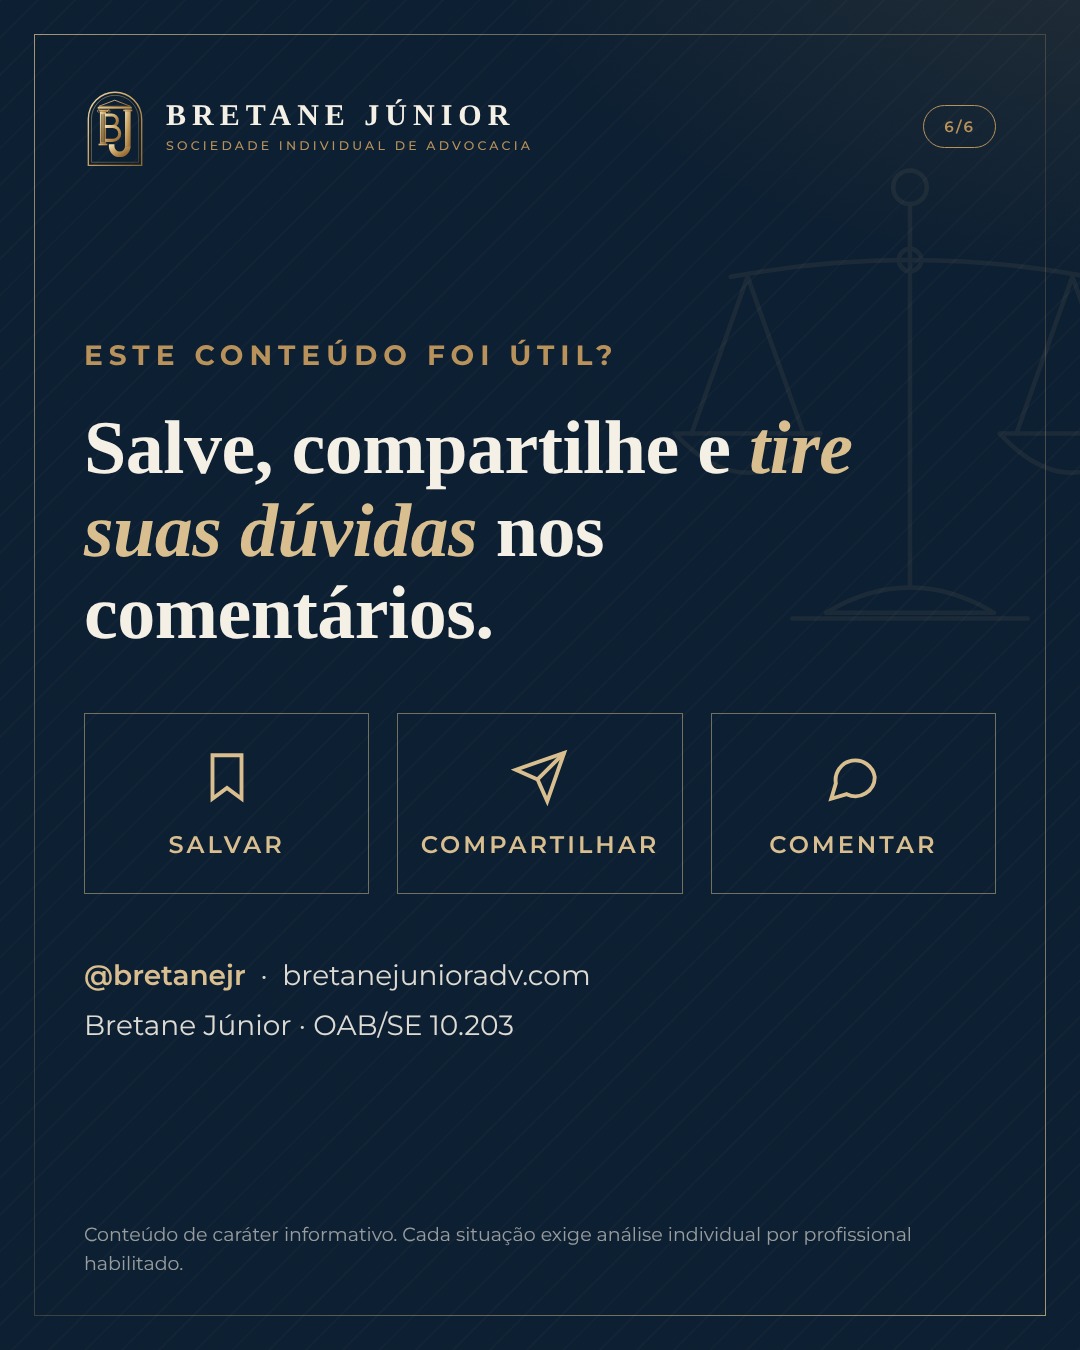 BRETANE JÚNIOR
SOCIEDADE INDIVIDUAL DE ADVOCACIA
6/6
ESTE CONTEÚDO FOI ÚTIL?
Salve, compartilhe e tire
suas dúvidas nos
comentários.
SALVAR
COMPARTILHAR
COMENTAR
@bretanejr · bretanejunioradv.com
Bretane Júnior · OAB/SE 10.203
Conteúdo de caráter informativo. Cada situação exige análise individual por profissional
habilitado.